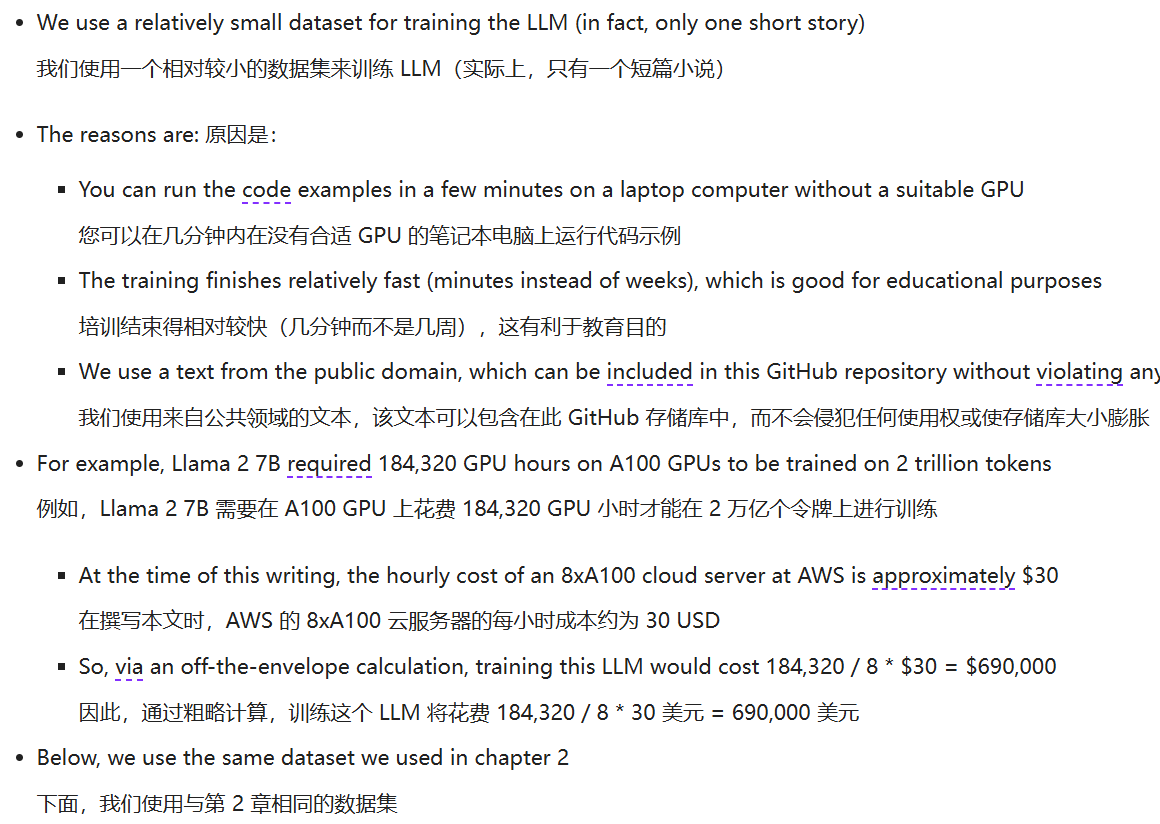 We use a relatively small dataset for training the LLM (in fact, only one short story)
我们使用一个相对较小的数据集来训练 LLM（实际上，只有一个短篇小说）
The reasons are: 原因是：
You can run the code examples in a few minutes on a laptop computer without a suitable GPU
您可以在几分钟内在没有合适 GPU 的笔记本电脑上运行代码示例
The training finishes relatively fast (minutes instead of weeks), which is good for educational purposes
培训结束得相对较快（几分钟而不是几周），这有利于教育目的
We use a text from the public domain, which can be included in this GitHub repository without violating any
我们使用来自公共领域的文本，该文本可以包含在此 GitHub 存储库中，而不会侵犯任何使用权或使存储库大小膨胀
For example, Llama 2 7B required 184,320 GPU hours on A100 GPUs to be trained on 2 trillion tokens
例如，Llama 2 7B 需要在 A100 GPU 上花费 184,320 GPU 小时才能在 2 万亿个令牌上进行训练
At the time of this writing, the hourly cost of an 8xA100 cloud server at AWS is approximately $30
在撰写本文时，AWS 的 8xA100 云服务器的每小时成本约为 30 USD
So, via an off-the-envelope calculation, training this LLM would cost 184,320 / 8 * $30 = $690,000
因此，通过粗略计算，训练这个 LLM 将花费 184,320 / 8 * 30 美元 = 690,000 美元
Below, we use the same dataset we used in chapter 2
下面，我们使用与第 2 章相同的数据集